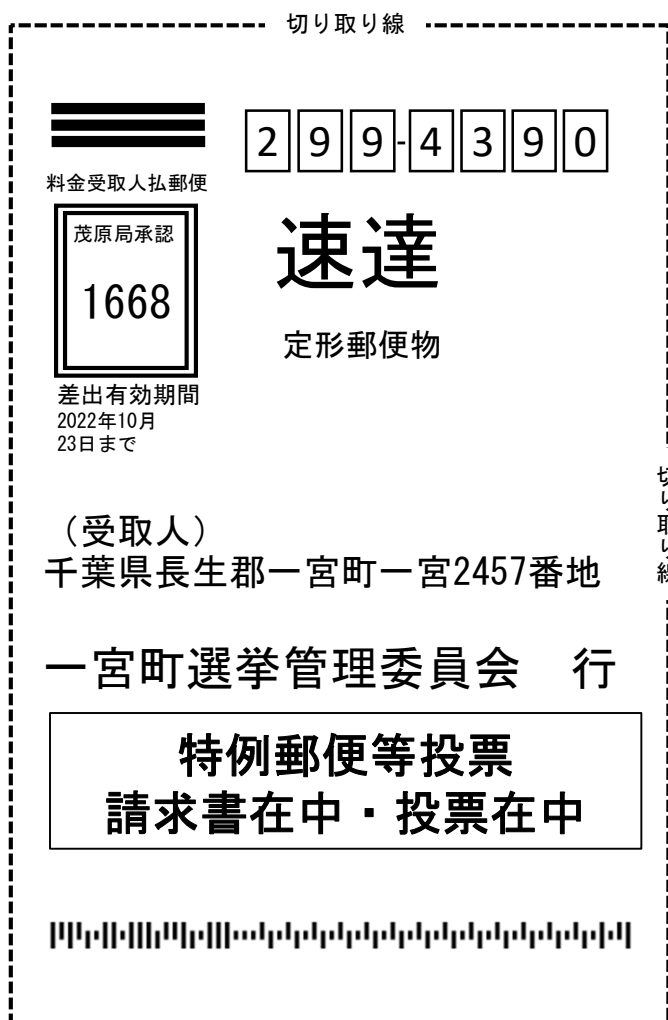 切り取り線
299-4390
料金受取人払郵便
茂原局承認
1668
速達
定形郵便物
差出有効期間
2022年10月
23日まで
切り取り線
（受取人）
千葉県長生郡一宮町一宮2457番地
一宮町選挙管理委員会　行
特例郵便等投票
請求書在中・投票在中